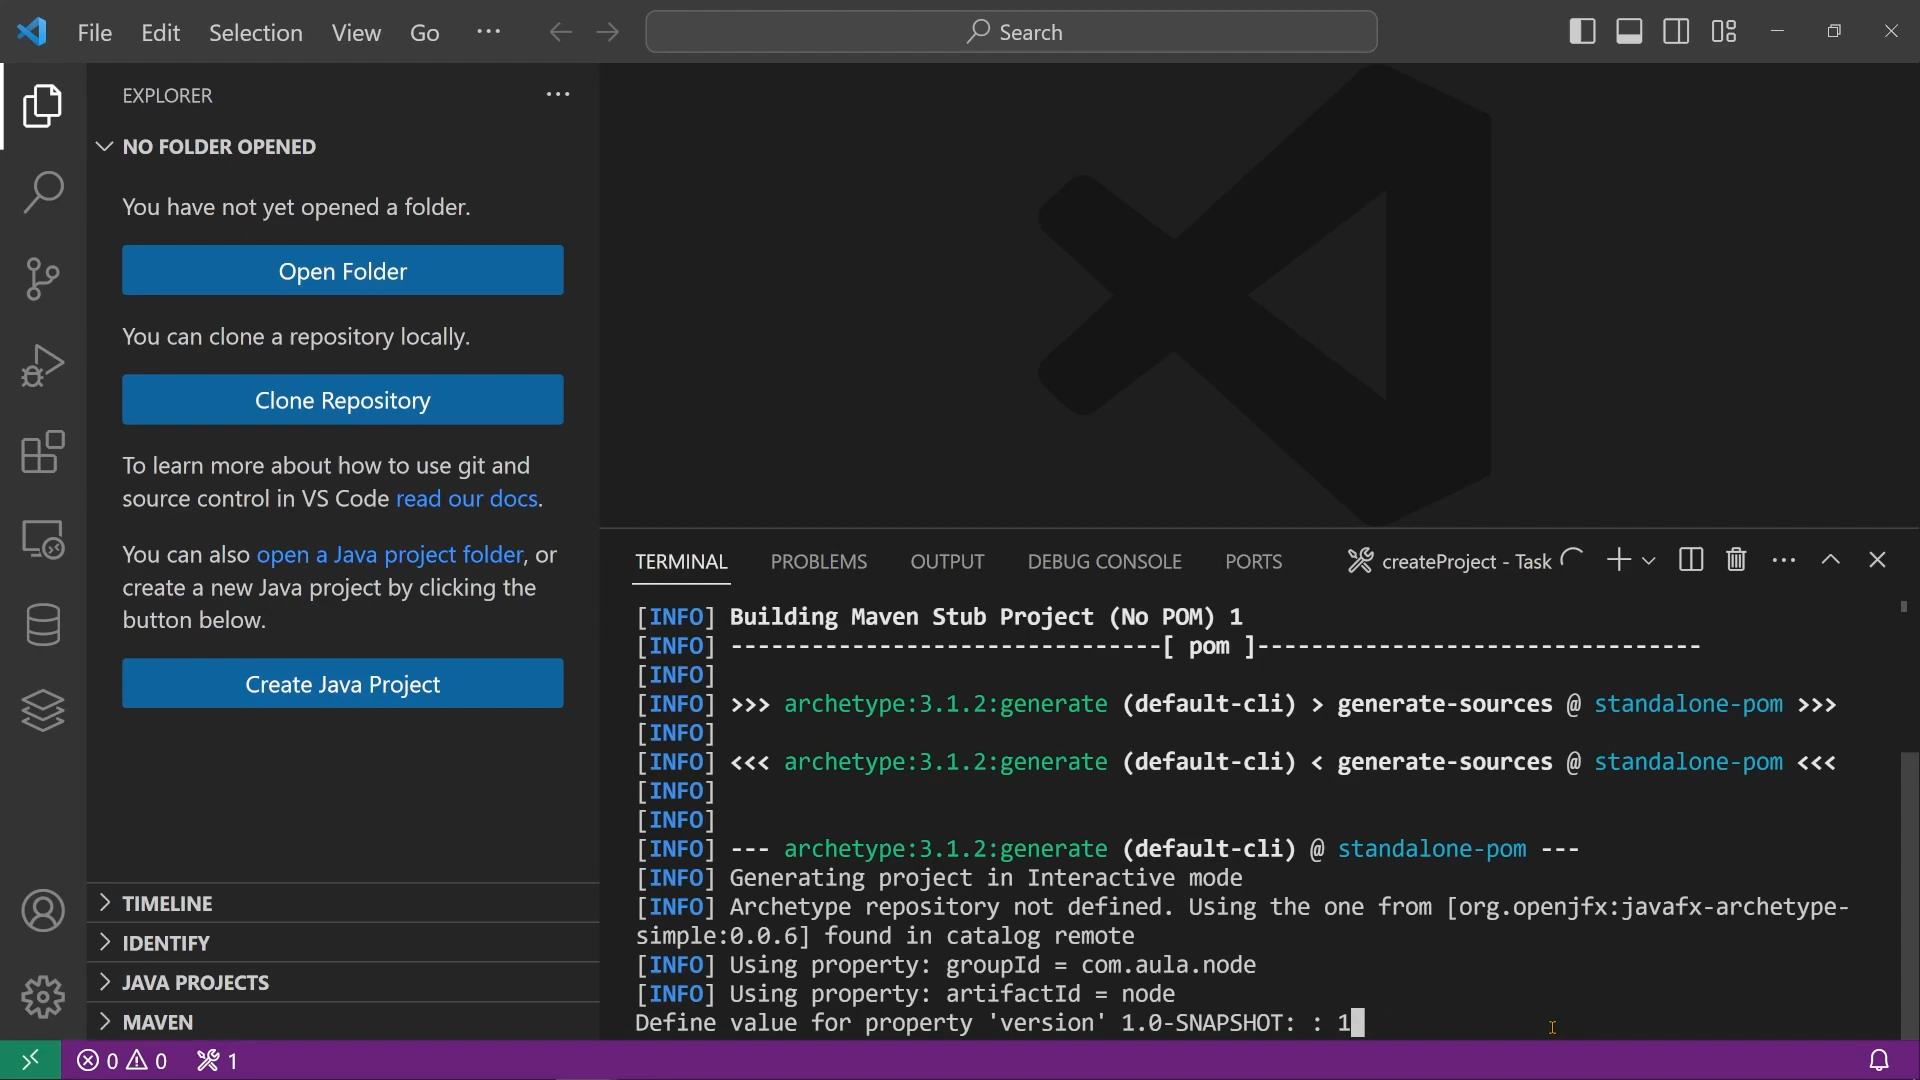 File Edit Selection View Go ··· Search
EXPLORER ···
NO FOLDER OPENED
You have not yet opened a folder.
Open Folder
You can clone a repository locally.
Clone Repository
To learn more about how to use git and
source control in VS Code read our docs.
You can also open a Java project folder, or
create a new Java project by clicking the
button below.
Create Java Project
TIMELINE
IDENTIFY
JAVA PROJECTS
MAVEN
TERMINAL PROBLEMS OUTPUT DEBUG CONSOLE PORTS createProject - Task
[INFO] Building Maven Stub Project (No POM) 1
[INFO] --------------------------------[ pom ]---------------------------------
[INFO]
[INFO] >>> archetype:3.1.2:generate (default-cli) > generate-sources @ standalone-pom >>>
[INFO]
[INFO] <<< archetype:3.1.2:generate (default-cli) < generate-sources @ standalone-pom <<<
[INFO]
[INFO]
[INFO] --- archetype:3.1.2:generate (default-cli) @ standalone-pom ---
[INFO] Generating project in Interactive mode
[INFO] Archetype repository not defined. Using the one from [org.openjfx:javafx-archetype-
simple:0.0.6] found in catalog remote
[INFO] Using property: groupId = com.aula.node
[INFO] Using property: artifactId = node
Define value for property 'version' 1.0-SNAPSHOT: : 1
0 0 1